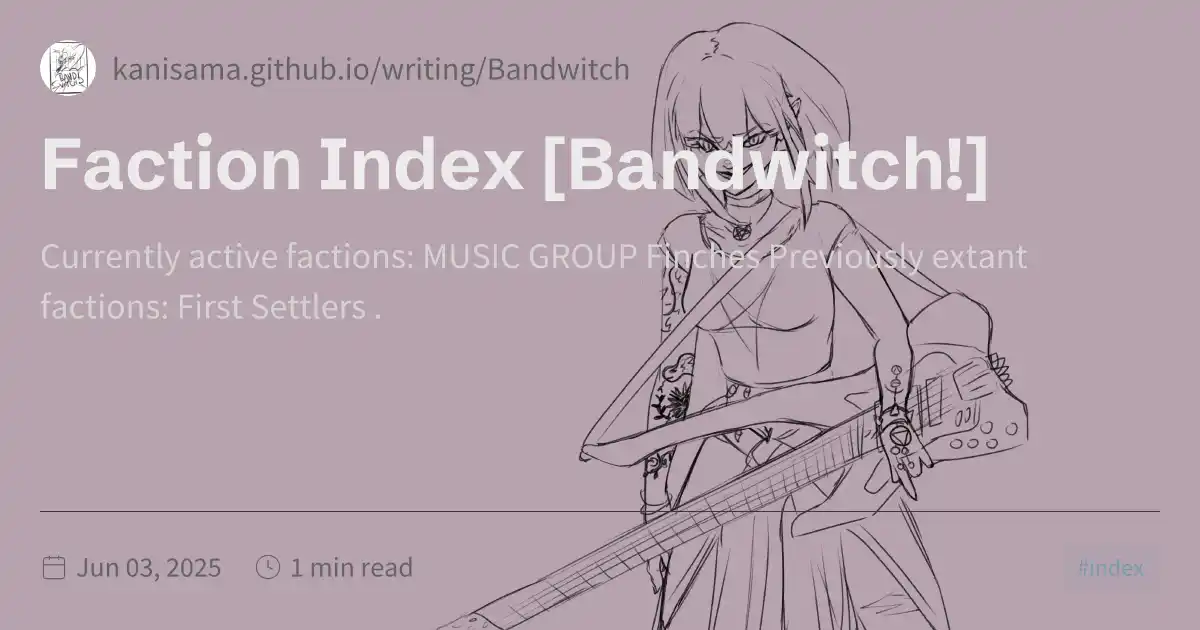 kanisama.github.io/writing/Bandwitch
Faction Index [Bandwitch!]
Currently active factions: MUSIC GROUP Finches Previously extant
factions: First Settlers .
Jun 03, 2025
1 min read
#index